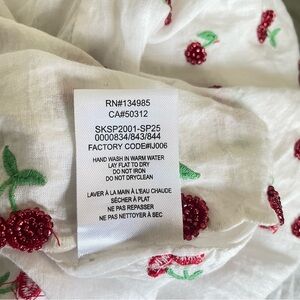 RN#134985
CA#50312
SKSP2001-SP25
0000834/843/844
FACTORY CODE#IJ006
HAND WASH IN WARM WATER
LAY FLAT TO DRY
DO NOT IRON
DO NOT DRYCLEAN
LAVER À LA MAIN À L'EAU CHAUDE
SÉCHER À PLAT
NE PAS REPASSER
NE PAS NETTOYER À SEC